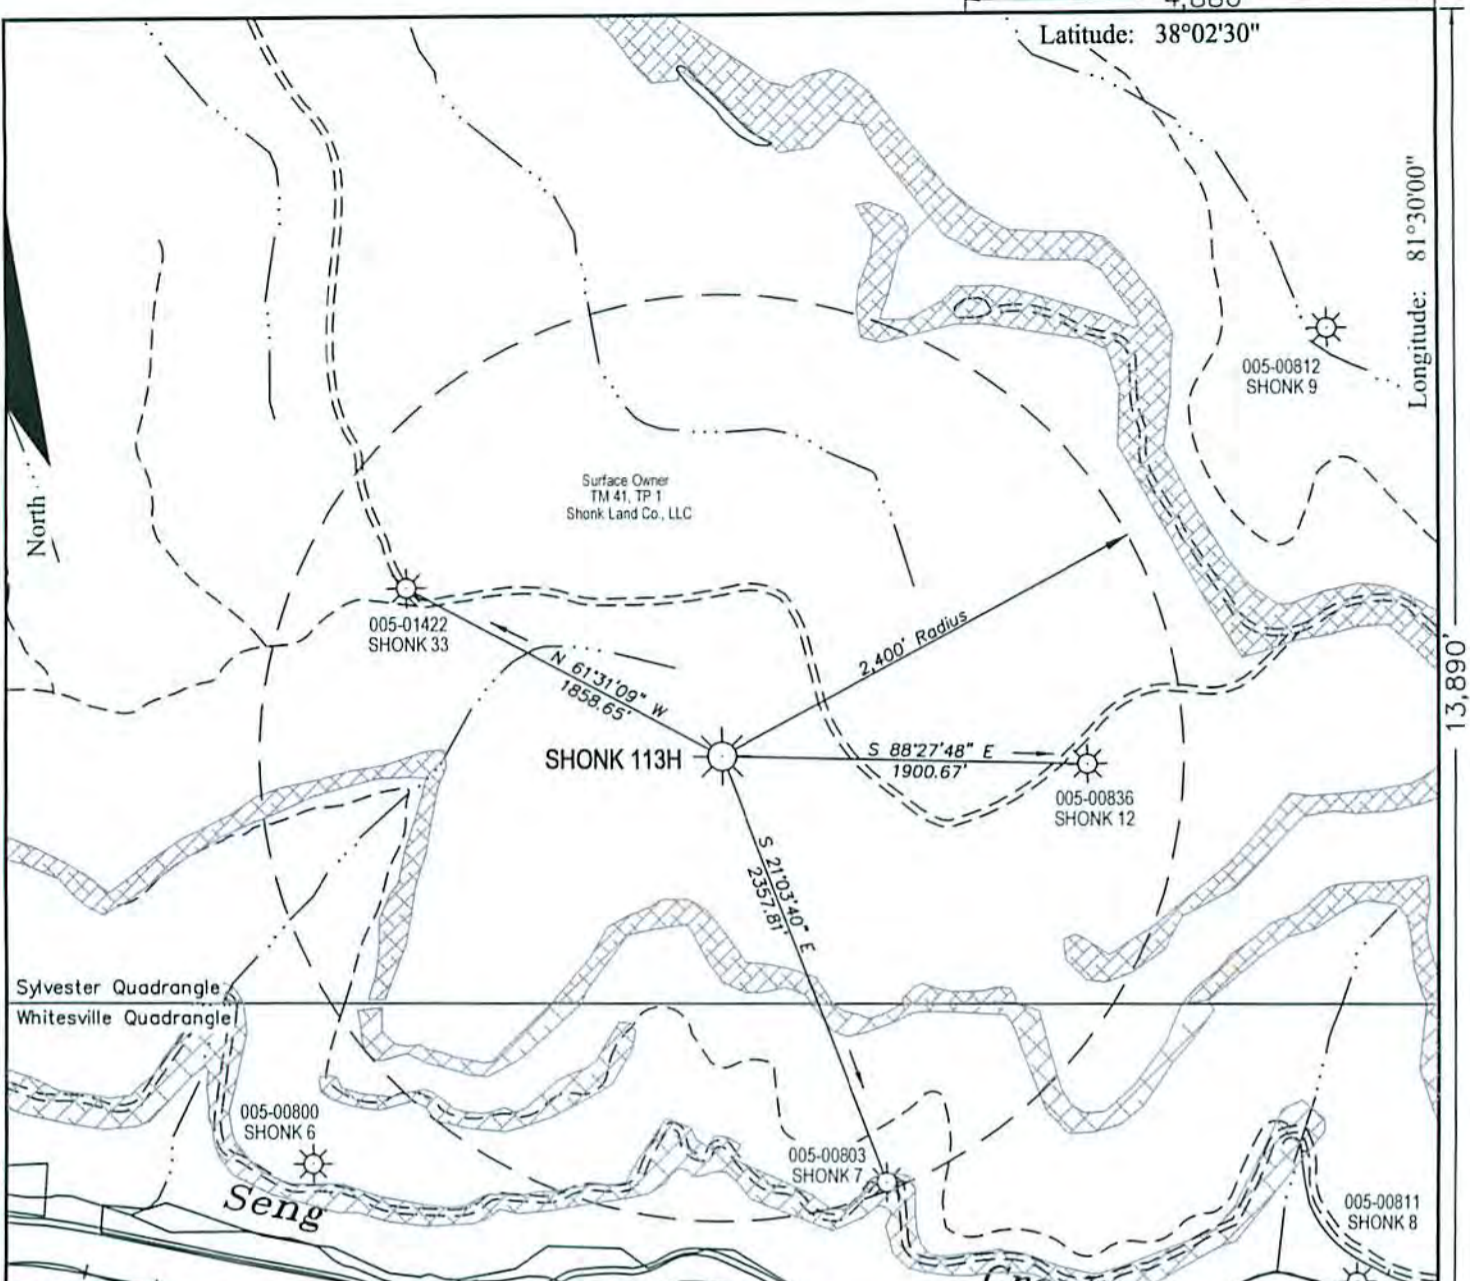 Latitude: 38°02'30"
Longitude: 81°30'00"
13,890'
005-00812
SHONK 9
North
Surface Owner
TM 41, TP 1
Shonk Land Co., LLC
005-01422
SHONK 33
2,400' Radius
N 61°31'09" W
1858.65'
SHONK 113H
S 88°27'48" E
1900.67'
005-00836
SHONK 12
S 21°03'40" E
2357.81'
Sylvester Quadrangle
Whitesville Quadrangle
005-00800
SHONK 6
005-00803
SHONK 7
Seng
005-00811
SHONK 8